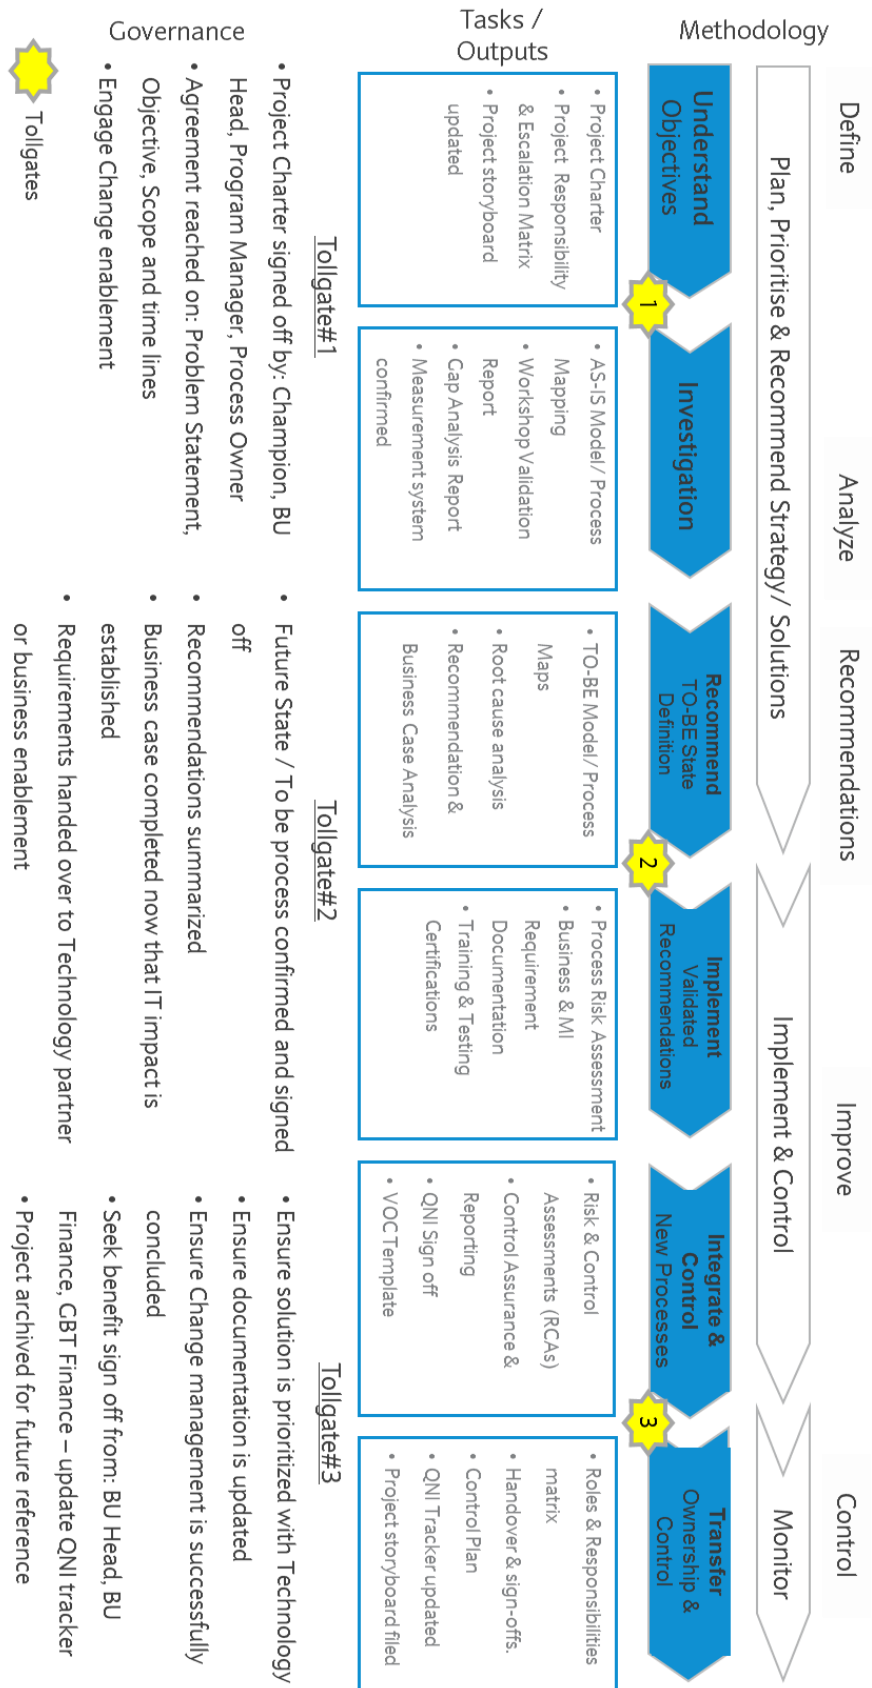 Define
Analyze
Recommendations
Improve
Control
Methodology
Plan, Prioritise & Recommend Strategy/ Solutions
Implement & Control
Monitor
Understand
Objectives
1
Investigation
Recommend
TO-BE State
Definition
2
Implement
Validated
Recommendations
Integrate &
Control
New Processes
3
Transfer
Ownership &
Control
Tasks /
Outputs
• Project Charter
• Project Responsibility
& Escalation Matrix
• Project storyboard
updated
• AS-IS Model/ Process
Mapping
• Workshop Validation
Report
• Gap Analysis Report
• Measurement system
confirmed
• TO-BE Model/ Process
Maps
• Root cause analysis
• Recommendation &
Business Case Analysis
• Process Risk Assessment
• Business & MI
Requirement
Documentation
• Training & Testing
Certifications
• Risk & Control
Assessments (RCAs)
• Control Assurance &
Reporting
• QNI Sign off
• VOC Template
• Roles & Responsibilities
matrix
• Handover & sign-offs.
• Control Plan
• QNI Tracker updated
• Project storyboard filed
Governance
Tollgate#1
• Project Charter signed off by: Champion, BU
Head, Program Manager, Process Owner
• Agreement reached on: Problem Statement,
Objective, Scope and time lines
• Engage Change enablement
Tollgate#2
• Future State / To be process confirmed and signed
off
• Recommendations summarized
• Business case completed now that IT impact is
established
• Requirements handed over to Technology partner
or business enablement
Tollgate#3
• Ensure solution is prioritized with Technology
• Ensure documentation is updated
• Ensure Change management is successfully
concluded
• Seek benefit sign off from: BU Head, BU
Finance, CBT Finance – update QNI tracker
• Project archived for future reference
Tollgates